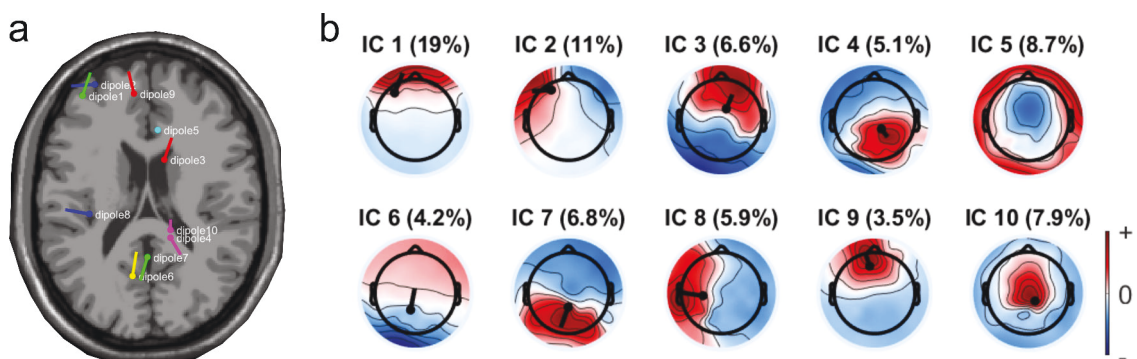 a
dipole2
dipole1
dipole9
dipole5
dipole3
dipole8
dipole10
dipole4
dipole7
dipole6
b
IC 1 (19%)
IC 2 (11%)
IC 3 (6.6%)
IC 4 (5.1%)
IC 5 (8.7%)
IC 6 (4.2%)
IC 7 (6.8%)
IC 8 (5.9%)
IC 9 (3.5%)
IC 10 (7.9%)
+
0
-